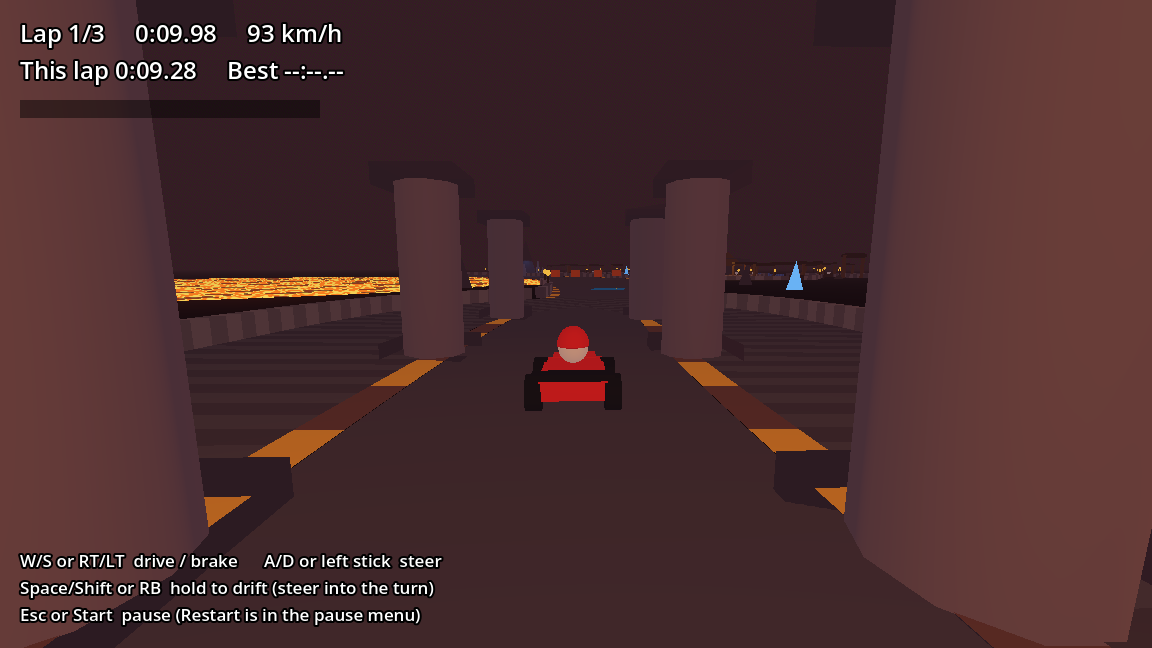 Lap 1/3 0:09.98 93 km/h
This lap 0:09.28 Best --:--.--
W/S or RT/LT drive / brake A/D or left stick steer
Space/Shift or RB hold to drift (steer into the turn)
Esc or Start pause (Restart is in the pause menu)